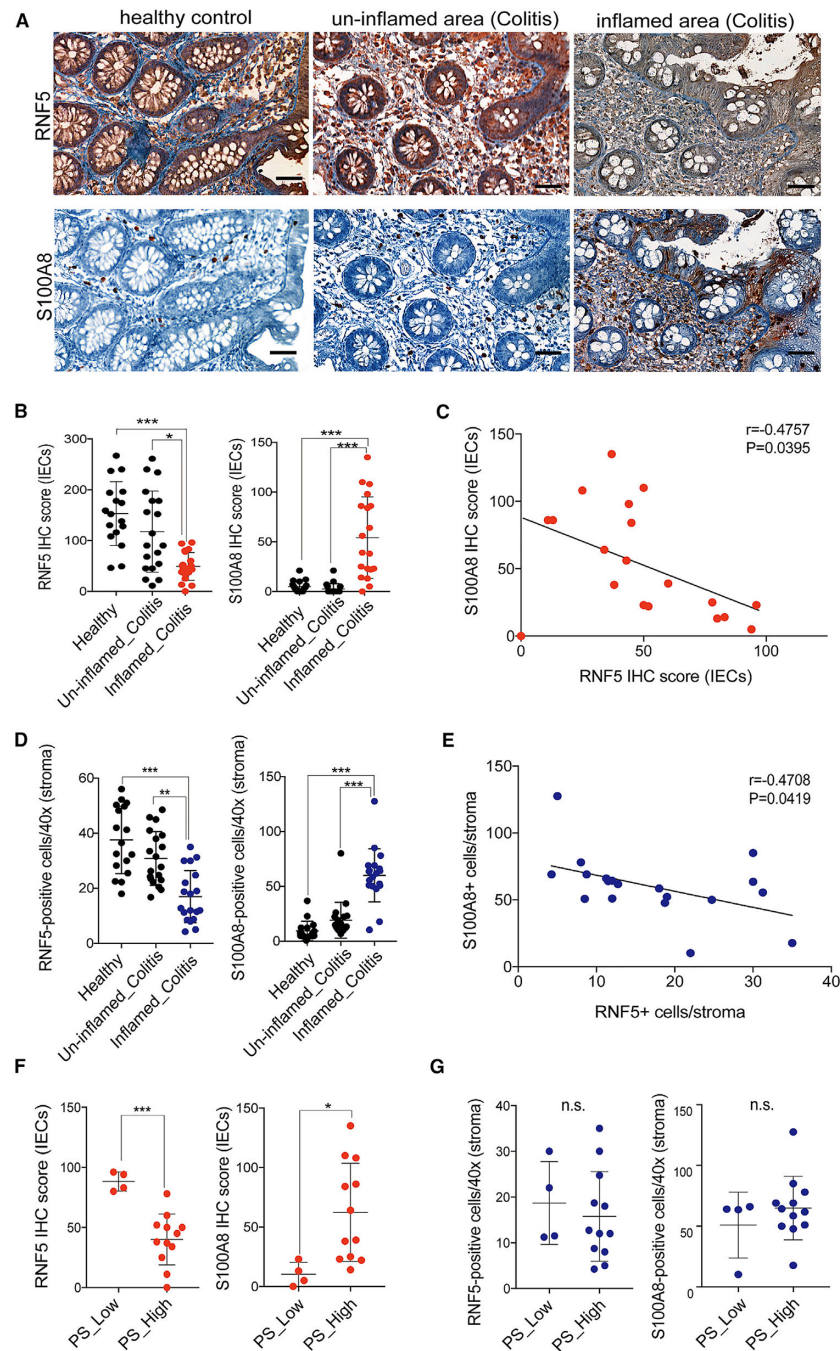 A
healthy control
un-inflamed area (Colitis)
inflamed area (Colitis)
RNF5
S100A8
B
RNF5 IHC score (IECs)
300
200
100
0
***
*
Healthy
Un-inflamed_Colitis
Inflamed_Colitis
S100A8 IHC score (IECs)
150
100
50
0
***
***
Healthy
Un-inflamed_Colitis
Inflamed_Colitis
C
S100A8 IHC score (IECs)
150
100
50
0
r=-0.4757
P=0.0395
0
50
100
RNF5 IHC score (IECs)
D
RNF5-positive cells/40x (stroma)
60
40
20
0
***
**
Healthy
Un-inflamed_Colitis
Inflamed_Colitis
S100A8-positive cells/40x (stroma)
150
100
50
0
***
***
Healthy
Un-inflamed_Colitis
Inflamed_Colitis
E
S100A8+ cells/stroma
150
100
50
0
r=-0.4708
P=0.0419
0
10
20
30
40
RNF5+ cells/stroma
F
RNF5 IHC score (IECs)
150
100
50
0
***
PS_Low
PS_High
S100A8 IHC score (IECs)
150
100
50
0
*
PS_Low
PS_High
G
RNF5-positive cells/40x (stroma)
40
30
20
10
0
n.s.
PS_Low
PS_High
S100A8-positive cells/40x (stroma)
150
100
50
0
n.s.
PS_Low
PS_High